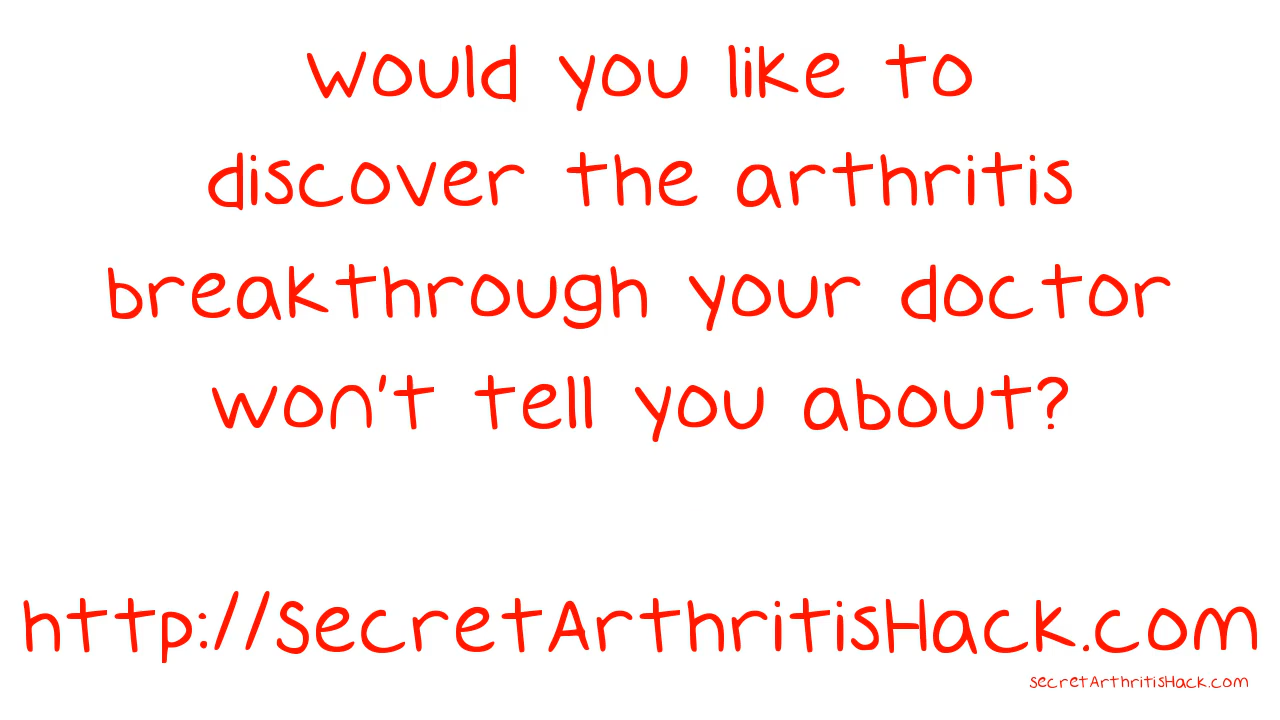 Would you like to
discover the arthritis
breakthrough your doctor
won't tell you about?
http://SecretArthritisHack.com
SecretArthritisHack.com